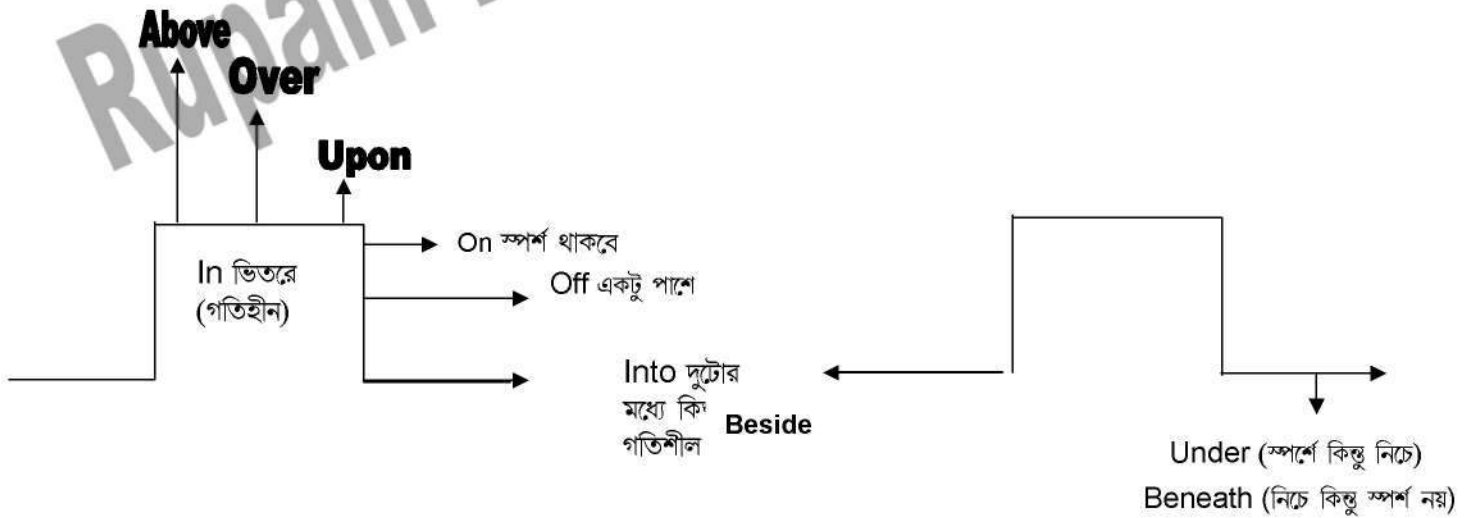 Above
Over
Upon
On স্পর্শ থাকবে
In ভিতরে
(গতিহীন)
Off একটু পাশে
Into দুটোর
মধ্যে
গতিশীল
Beside
Under (স্পর্শে কিন্তু নিচে)
Beneath (নিচে কিন্তু স্পর্শ নয়)